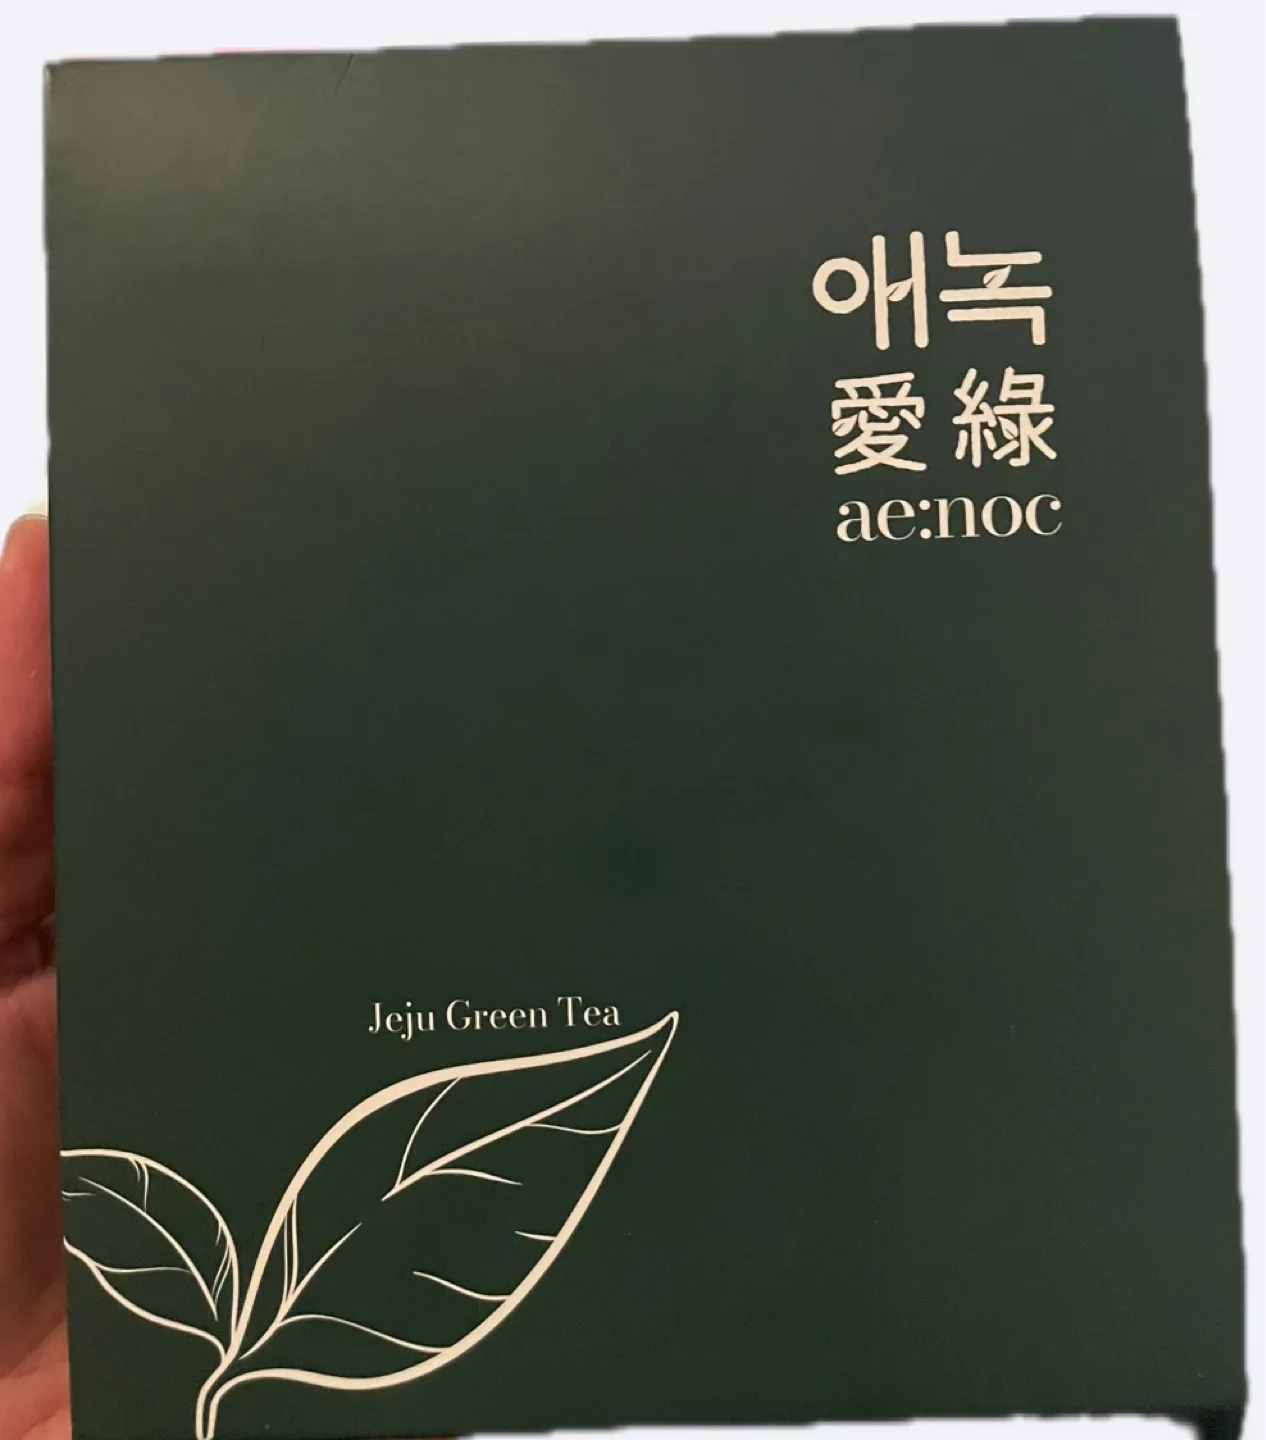 애녹
愛綠
ae:noc
Jeju Green Tea